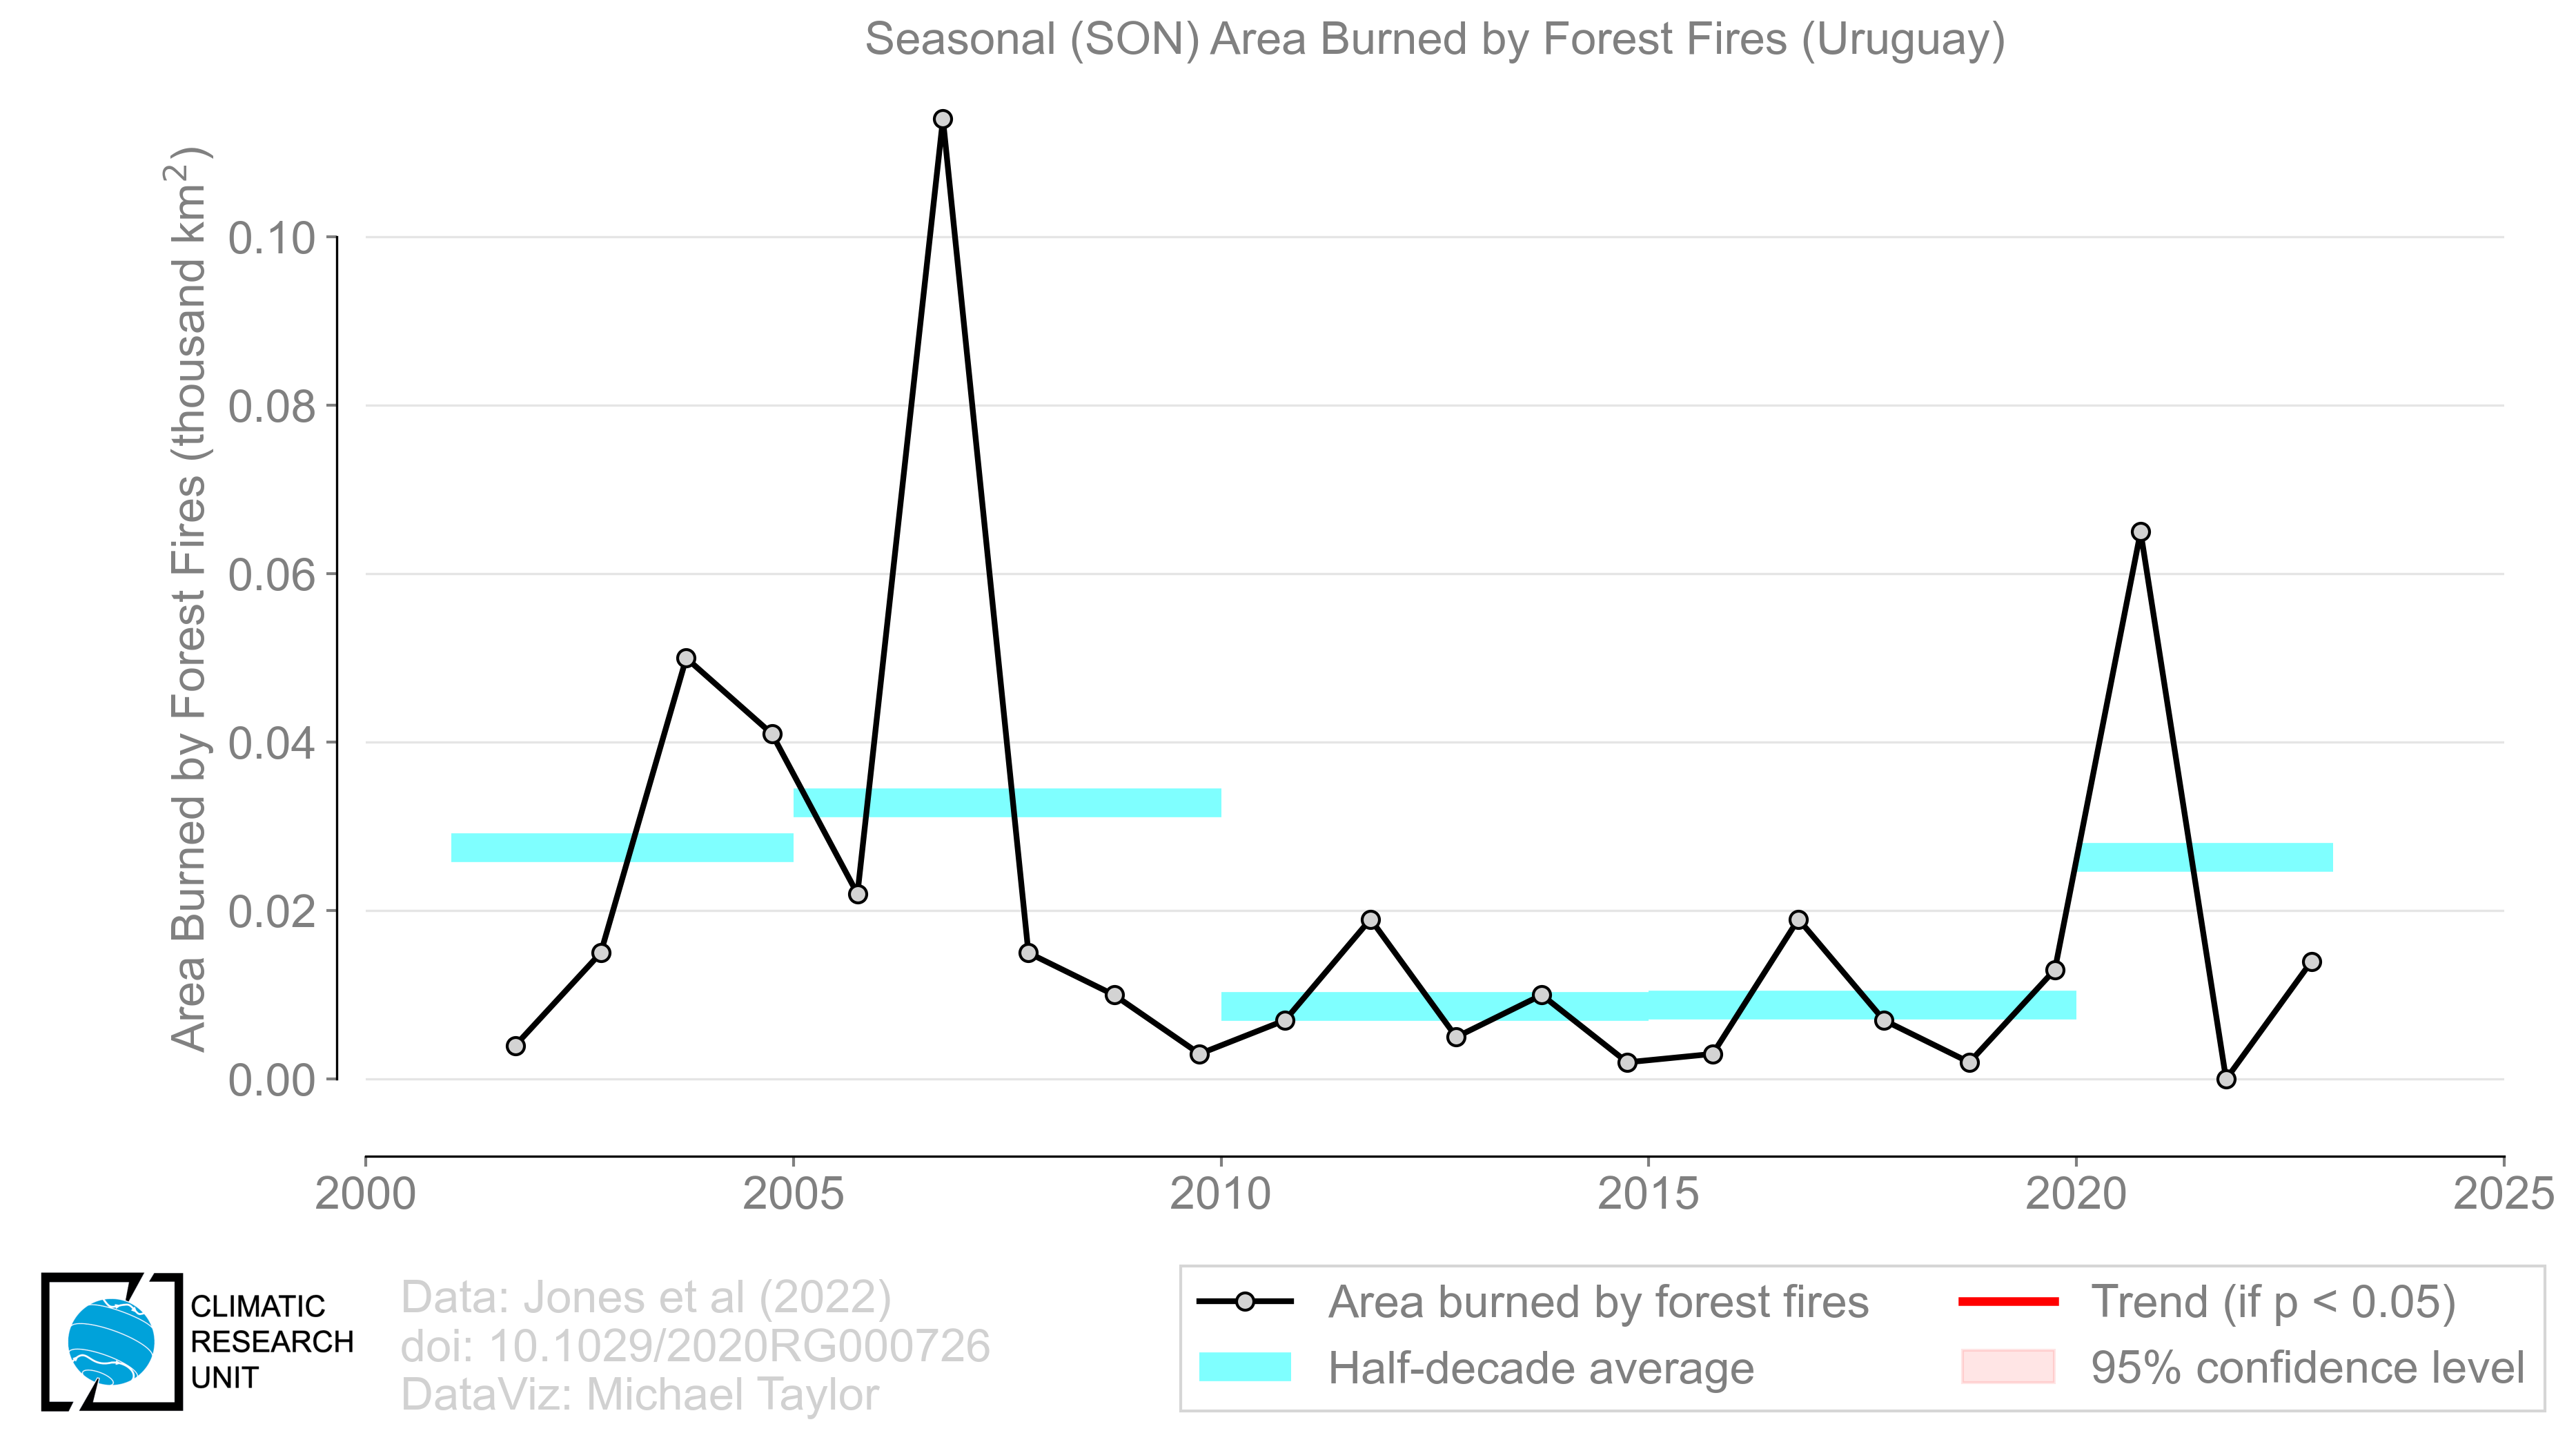 Seasonal (SON) Area Burned by Forest Fires (Uruguay)
Area Burned by Forest Fires (thousand km²)
0.10
0.08
0.06
0.04
0.02
0.00
2000 2005 2010 2015 2020 2025
CLIMATIC
RESEARCH
UNIT
Data: Jones et al (2022)
doi: 10.1029/2020RG000726
DataViz: Michael Taylor
Area burned by forest fires
Half-decade average
Trend (if p < 0.05)
95% confidence level